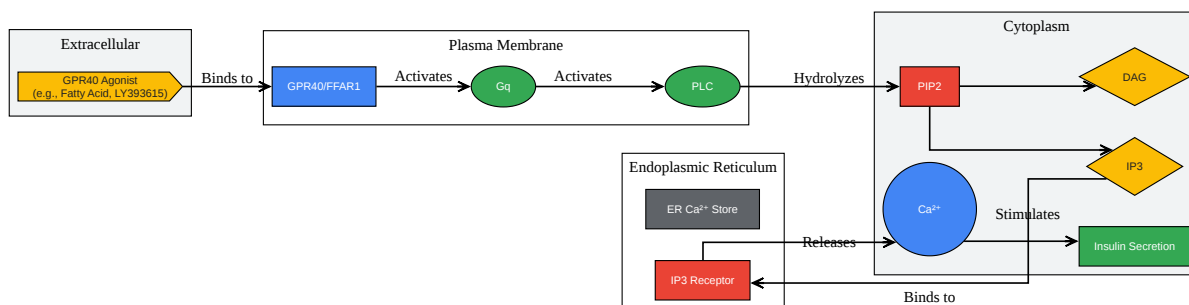 Extracellular
GPR40 Agonist
(e.g., Fatty Acid, LY393615)
Binds to
Plasma Membrane
GPR40/FFAR1
Activates
Gq
Activates
PLC
Hydrolyzes
Cytoplasm
PIP2
DAG
IP3
Ca²⁺
Stimulates
Insulin Secretion
Endoplasmic Reticulum
ER Ca²⁺ Store
Releases
IP3 Receptor
Binds to